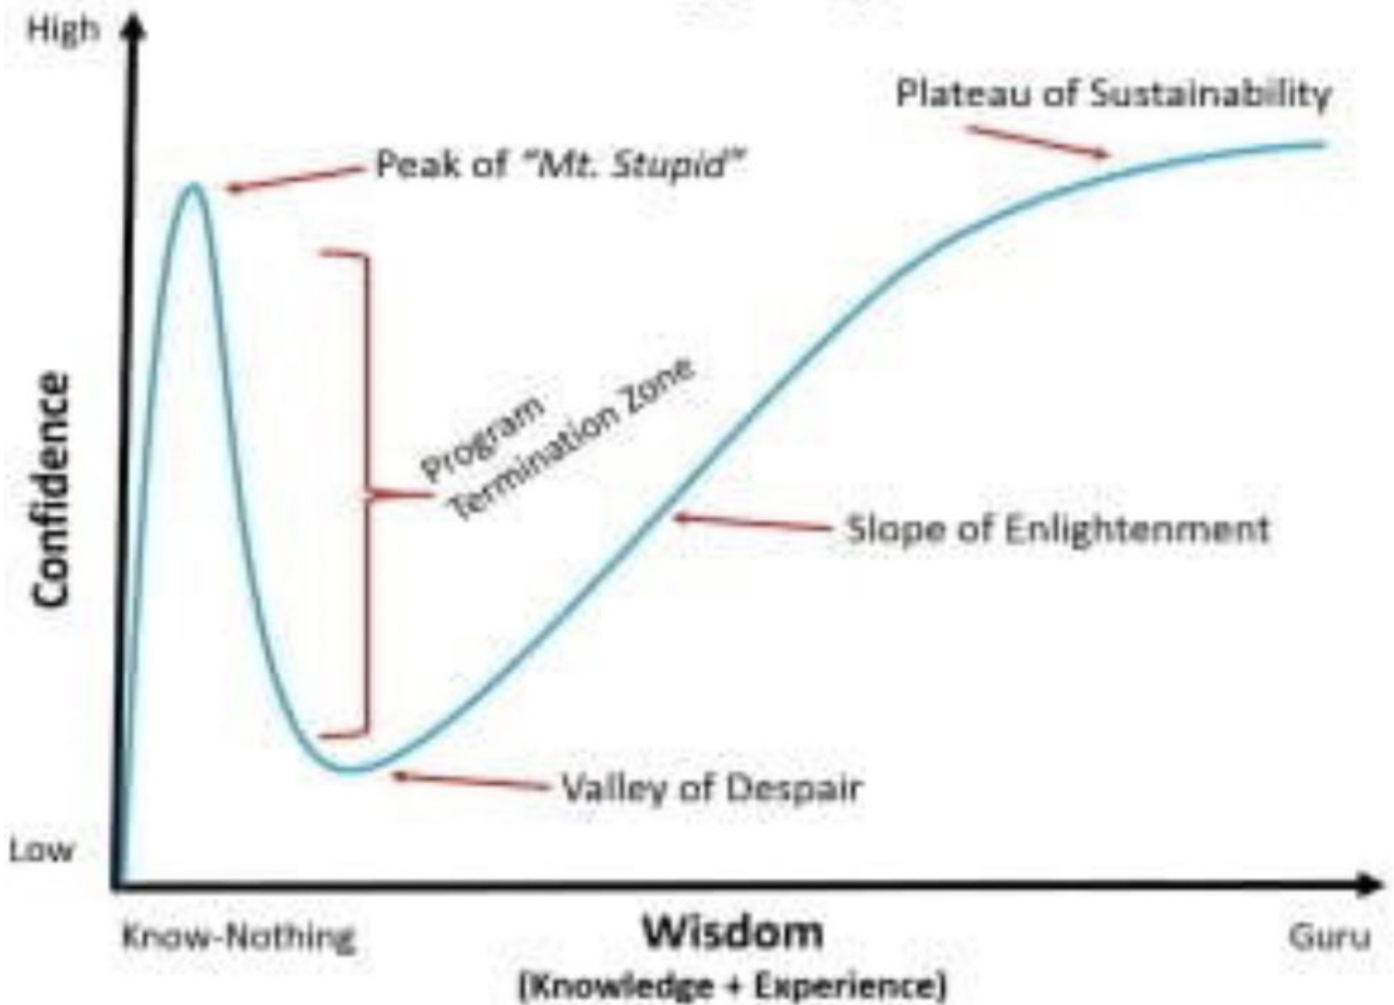 High
Plateau of Sustainability
Peak of “Mt. Stupid”
Program
Termination Zone
Confidence
Slope of Enlightenment
Valley of Despair
Low
Know-Nothing
Wisdom
Guru
(Knowledge + Experience)